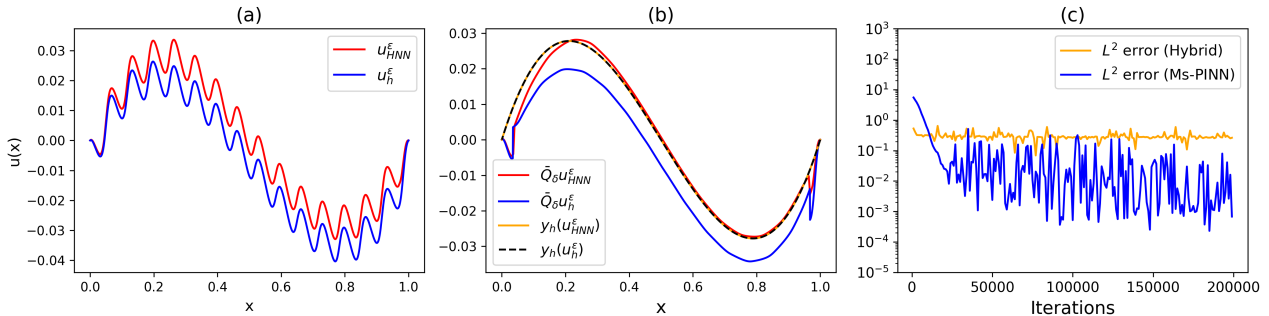 (a)
u(x)
0.03
0.02
0.01
0.00
−0.01
−0.02
−0.03
−0.04
u^ε_HNN
u^ε_h
0.0 0.2 0.4 0.6 0.8 1.0
x
(b)
0.03
0.02
0.01
0.00
−0.01
−0.02
−0.03
Q̄_δu^ε_HNN
Q̄_δu^ε_h
y_h(u^ε_HNN)
y_h(u^ε_h)
0.0 0.2 0.4 0.6 0.8 1.0
x
(c)
10^3
10^2
10^1
10^0
10^−1
10^−2
10^−3
10^−4
10^−5
L^2 error (Hybrid)
L^2 error (Ms-PINN)
0 50000 100000 150000 200000
Iterations